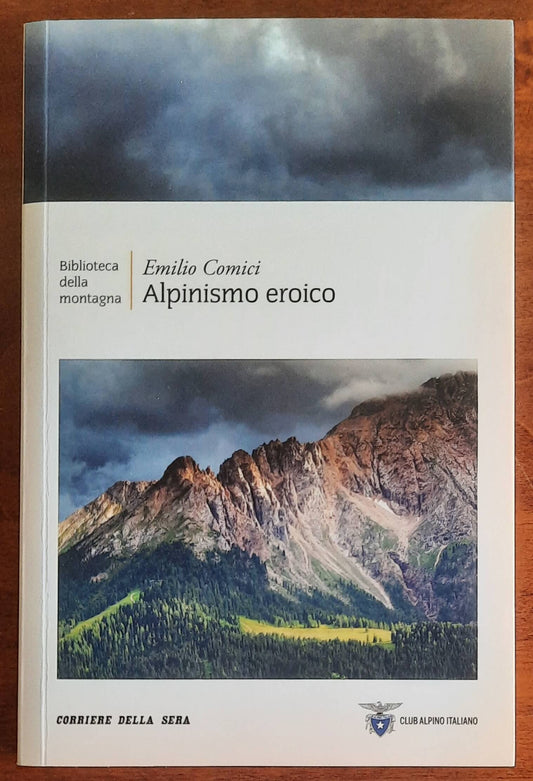 Biblioteca
della
montagna
Emilio Comici
Alpinismo eroico
CORRIERE DELLA SERA
CLUB ALPINO ITALIANO